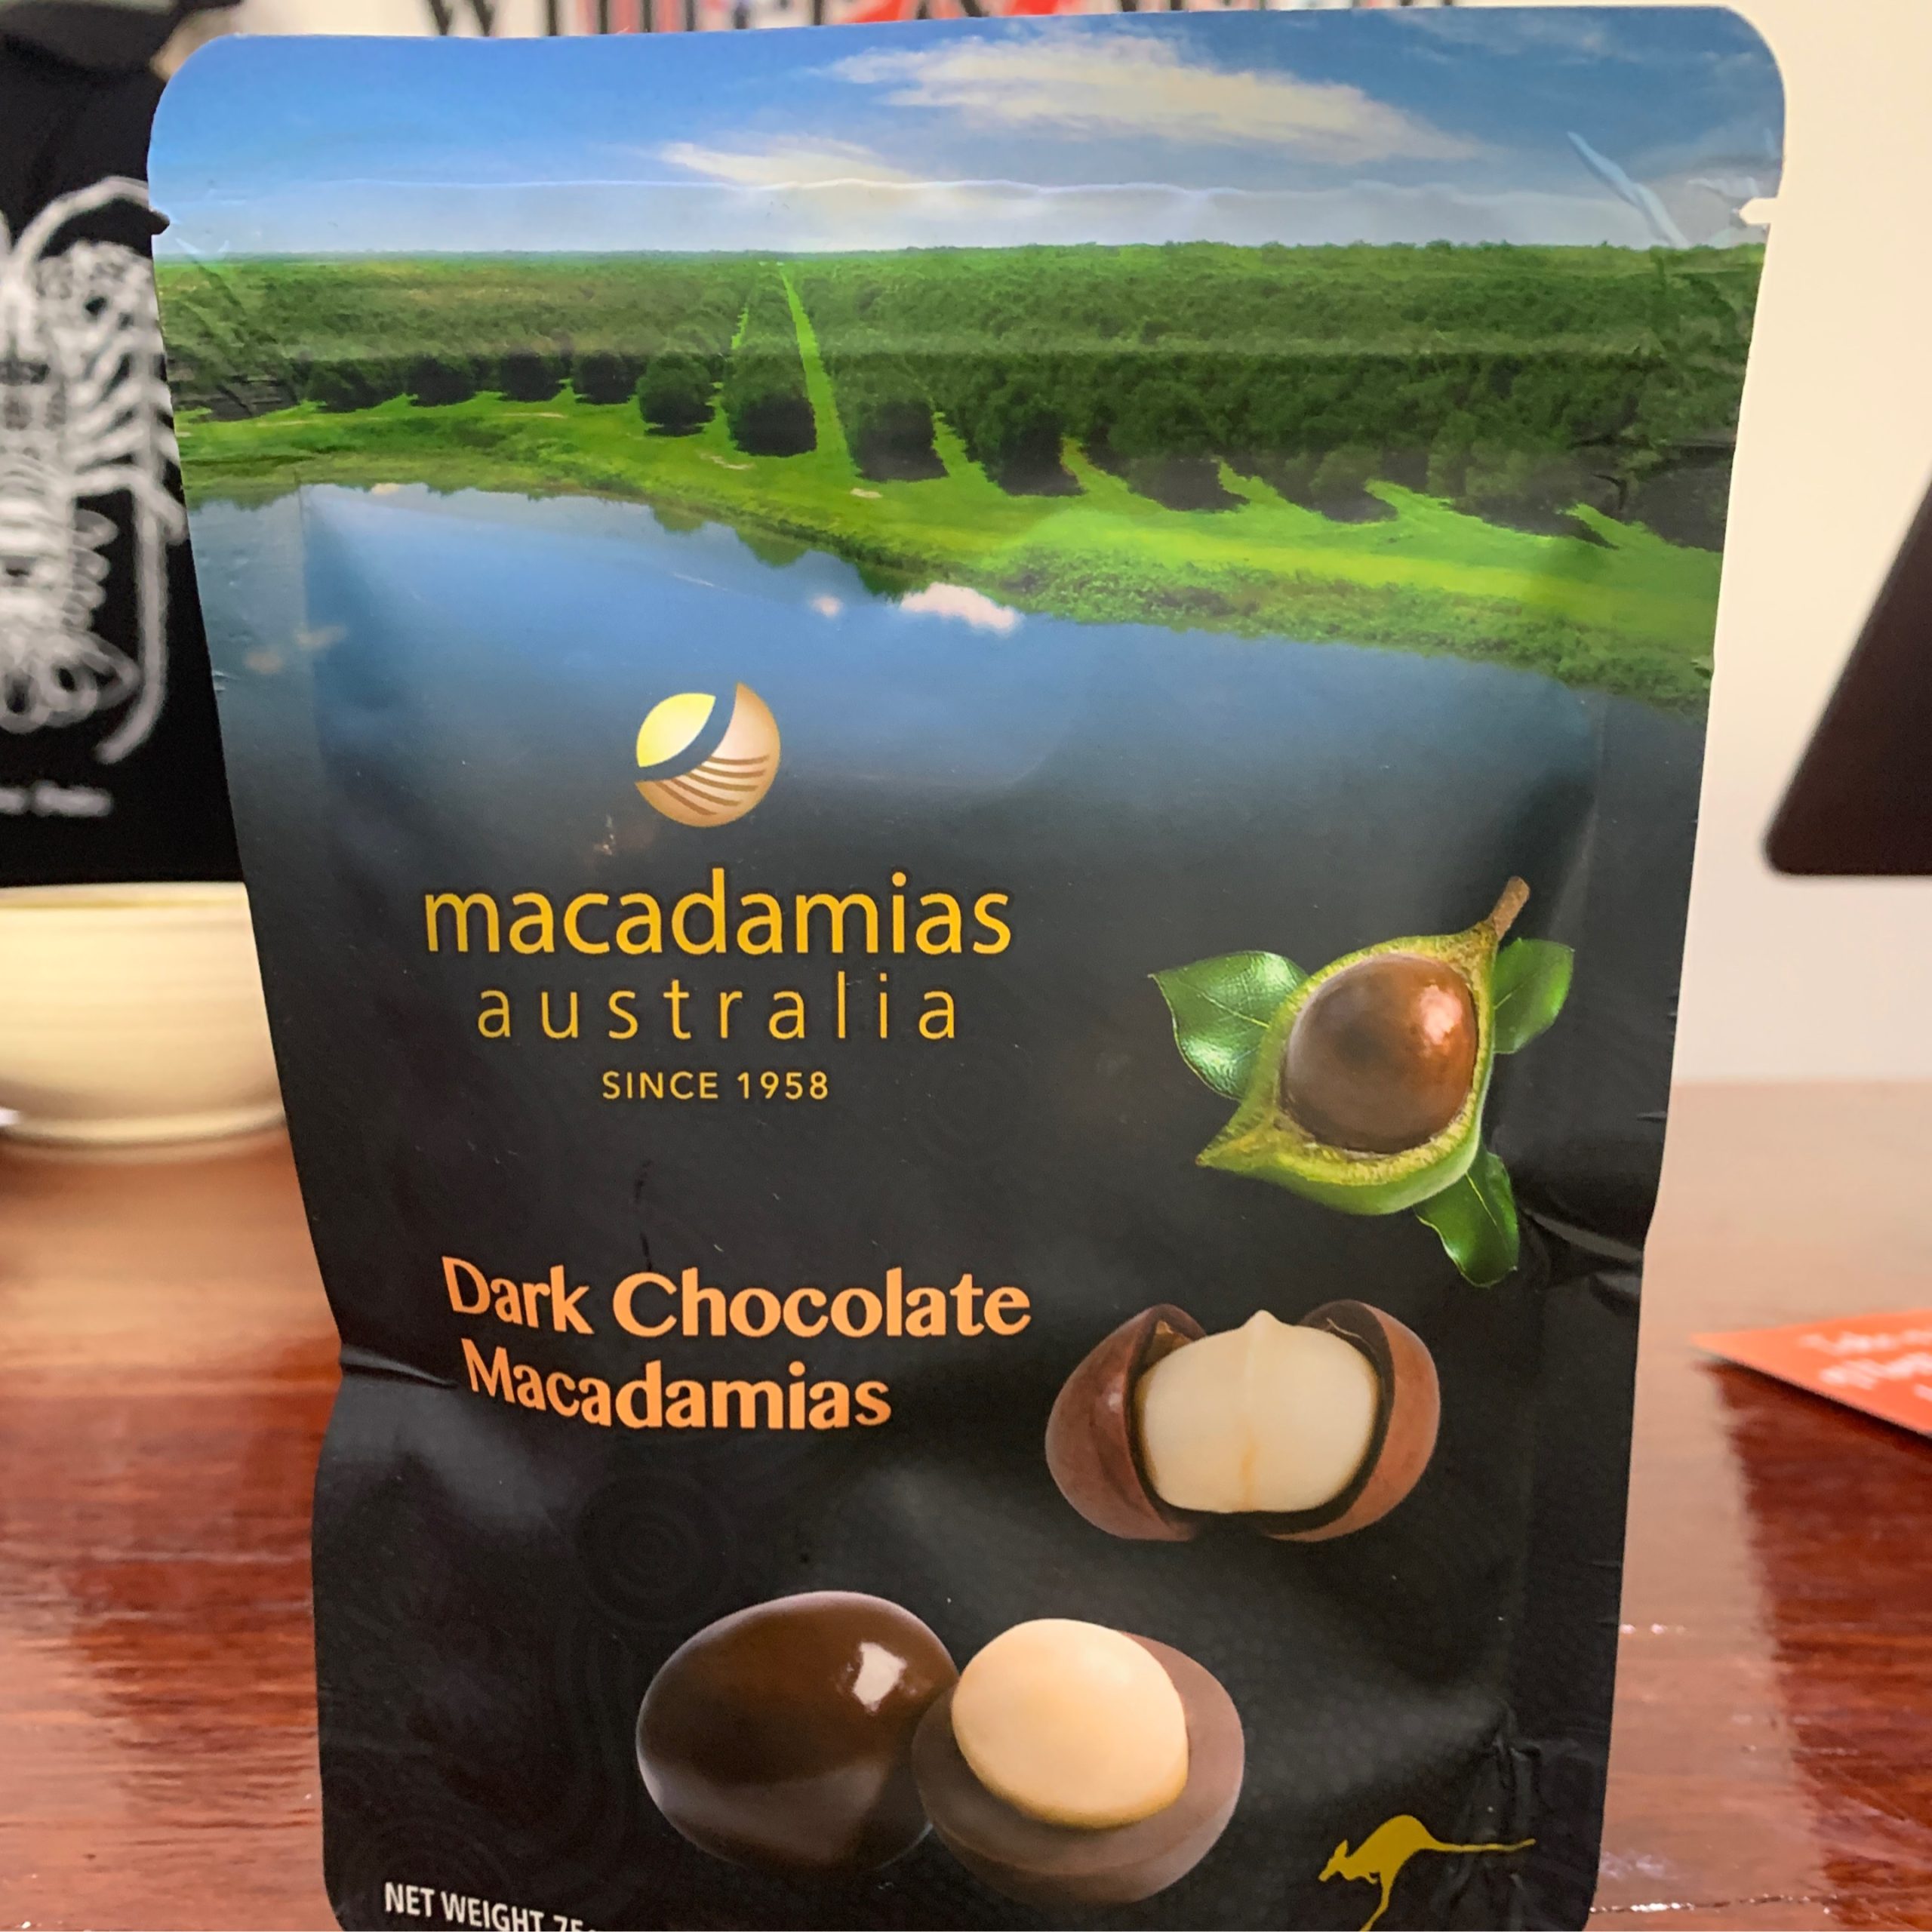 macadamias
australia
SINCE 1958
Dark Chocolate
Macadamias
NET WEIGHT